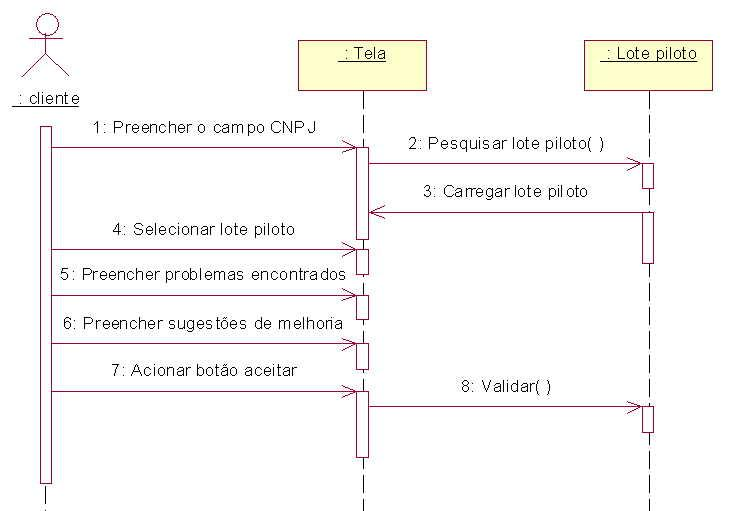 : cliente
: Tela
: Lote piloto
1: Preencher o campo CNPJ
2: Pesquisar lote piloto( )
3: Carregar lote piloto
4: Selecionar lote piloto
5: Preencher problemas encontrados
6: Preencher sugestões de melhoria
7: Acionar botão aceitar
8: Validar( )